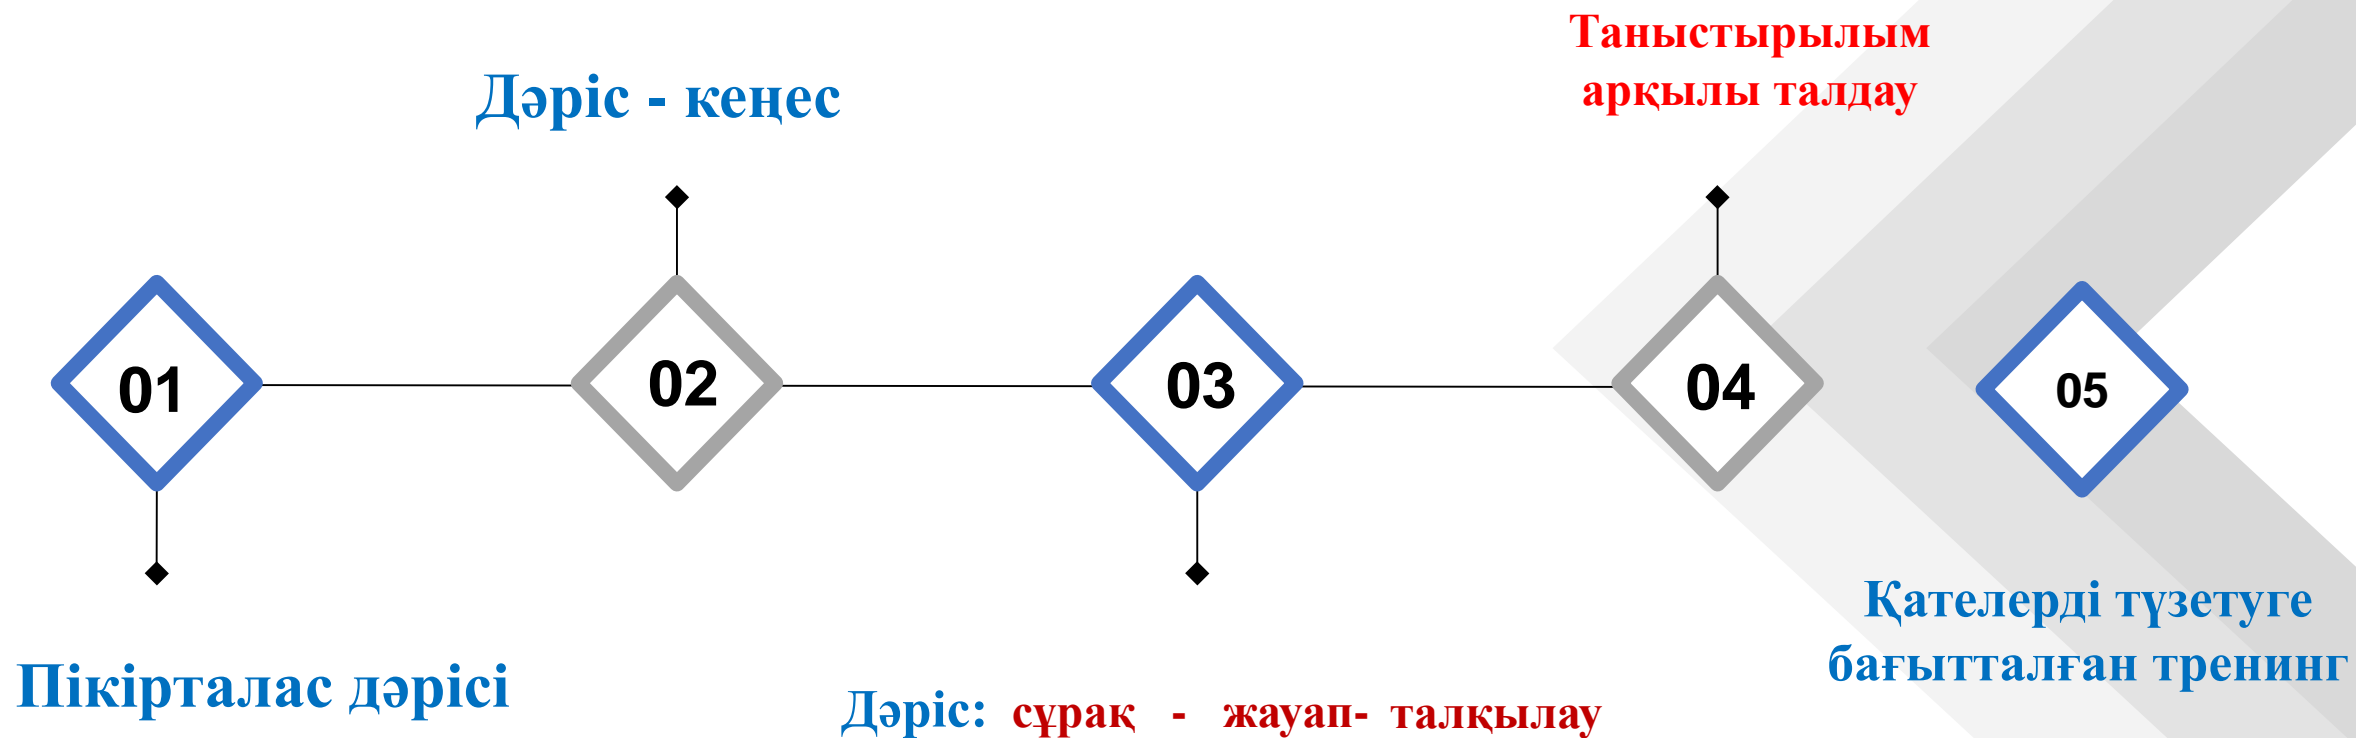 Таныстырылым
арқылы талдау
Дәріс - кеңес
01
02
03
04
05
Қателерді түзетуге
бағытталған тренинг
Пікірталас дәрісі
Дәріс: сұрақ - жауап- талқылау